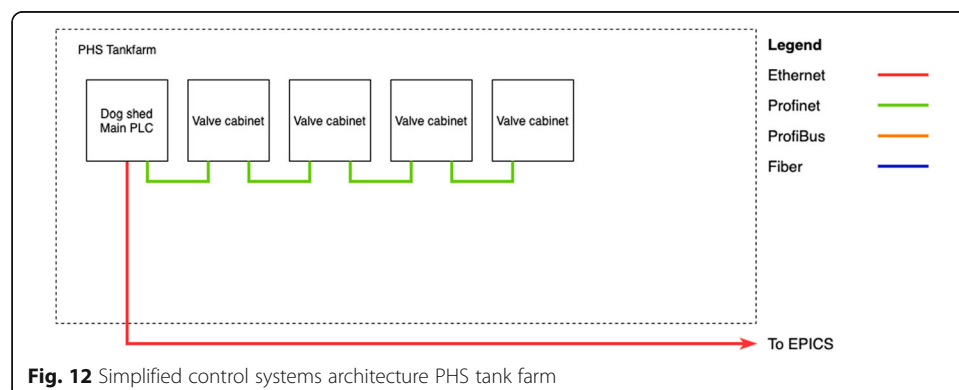 PHS Tankfarm
Dog shed
Main PLC
Valve cabinet
Valve cabinet
Valve cabinet
Valve cabinet
Legend
Ethernet
Profinet
ProfiBus
Fiber
To EPICS
Fig. 12 Simplified control systems architecture PHS tank farm